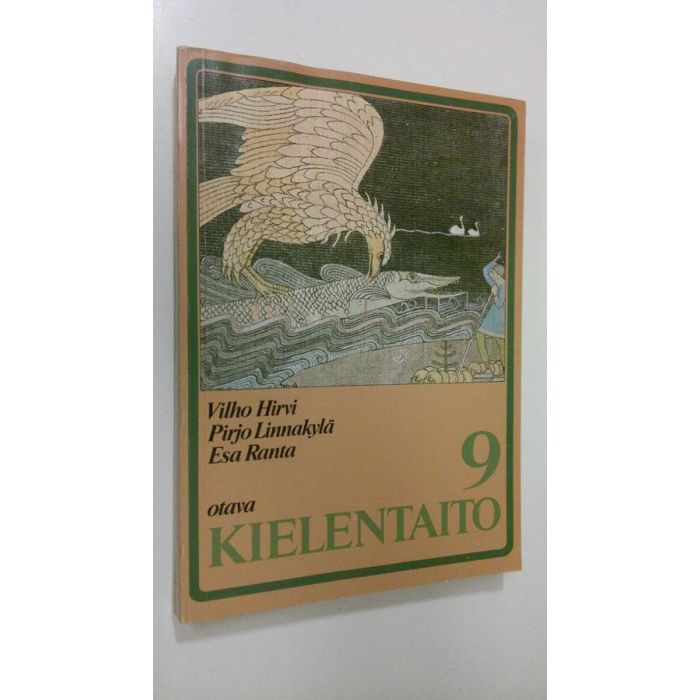 Vilho Hirvi
Pirjo Linnakylä
Esa Ranta
9
otava
KIELENTAITO